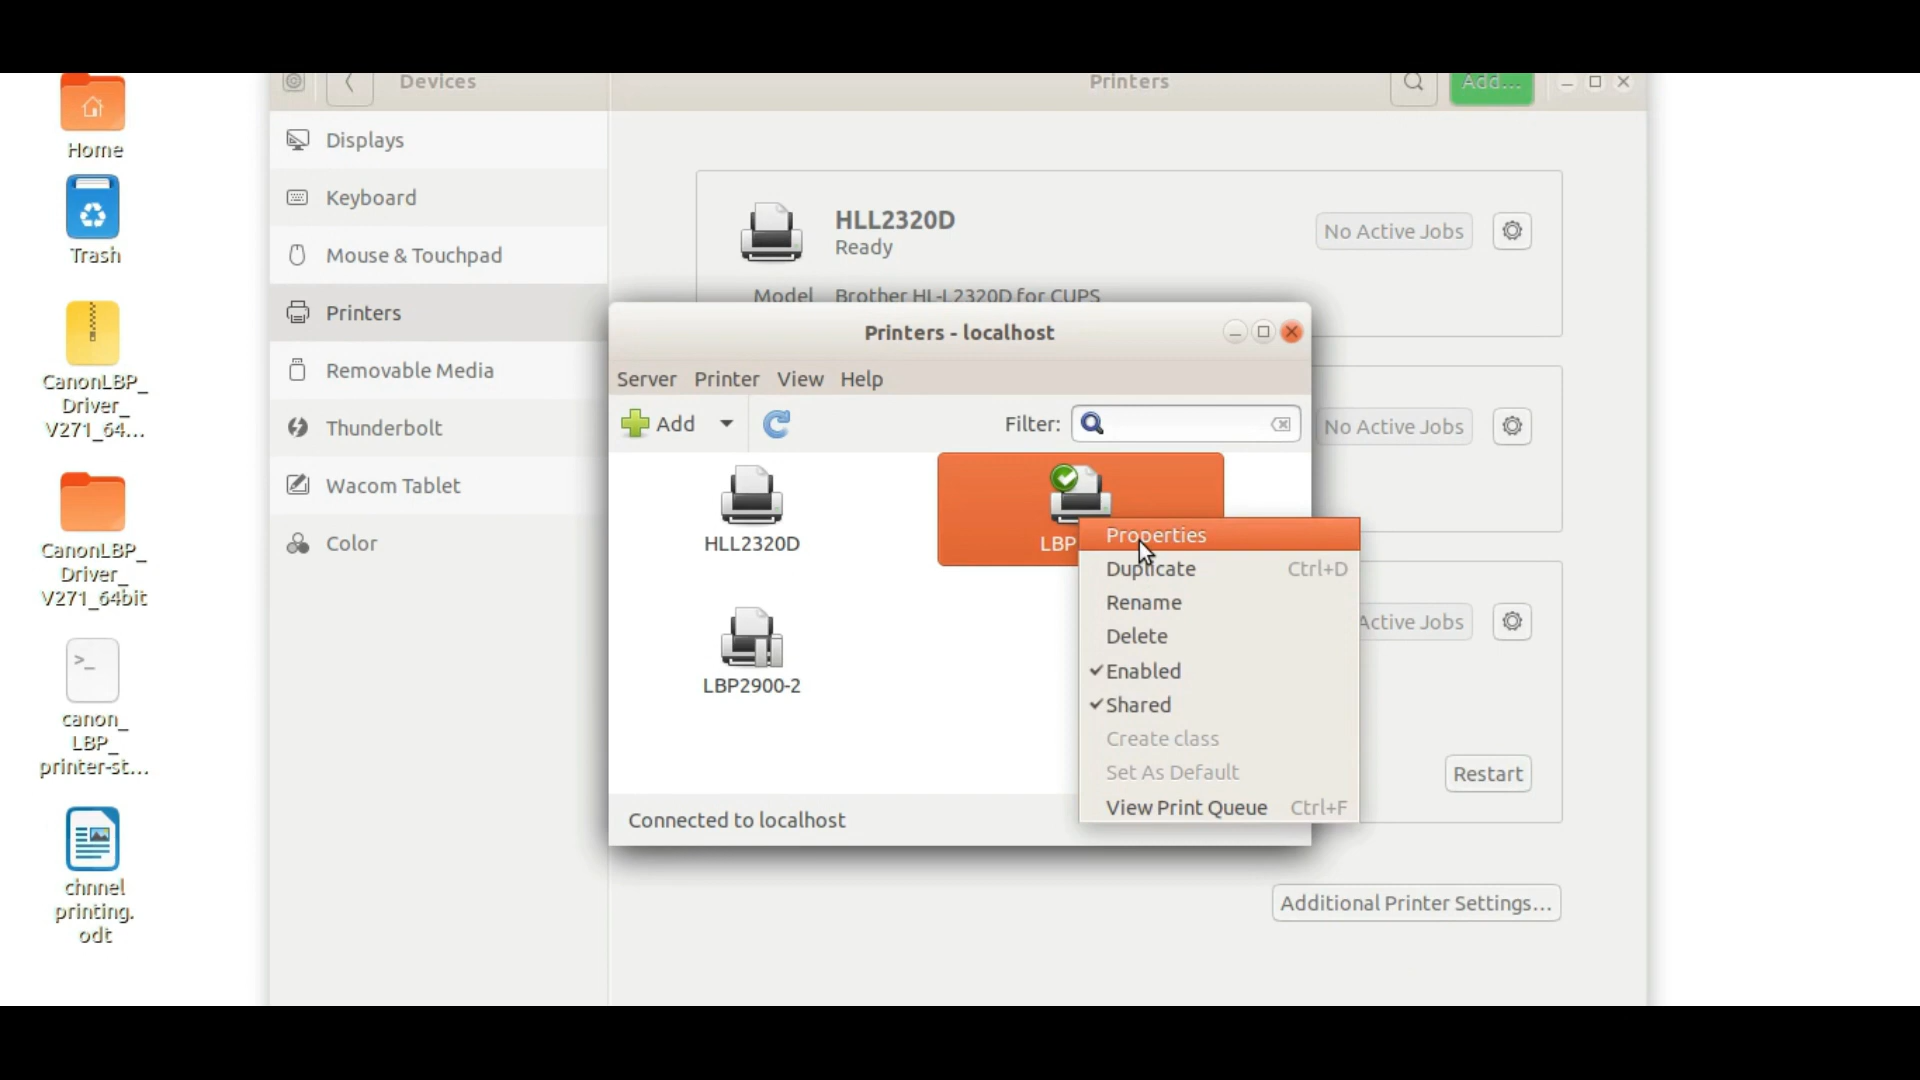 Devices
Printers
Add...
Home
Trash
CanonLBP_
Driver_
V271_64...
CanonLBP_
Driver_
V271_64bit
>_
canon_
LBP_
printer-st...
chnnel
printing.
odt
Displays
Keyboard
Mouse & Touchpad
Printers
Removable Media
Thunderbolt
Wacom Tablet
Color
HLL2320D
Ready
No Active Jobs
Model Brother HL-L2320D for CUPS
Printers - localhost
Server Printer View Help
Add
Filter:
No Active Jobs
HLL2320D
LBP
LBP2900-2
Properties
Duplicate Ctrl+D
Rename
Delete
Enabled
Shared
Create class
Set As Default
View Print Queue Ctrl+F
Active Jobs
Restart
Connected to localhost
Additional Printer Settings...